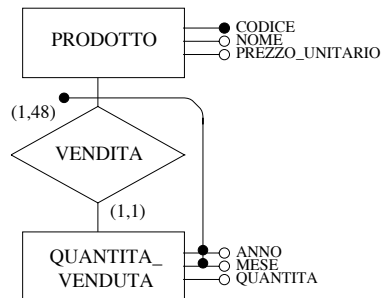 PRODOTTO
CODICE
NOME
PREZZO_UNITARIO
(1,48)
VENDITA
(1,1)
QUANTITA_
VENDUTA
ANNO
MESE
QUANTITA